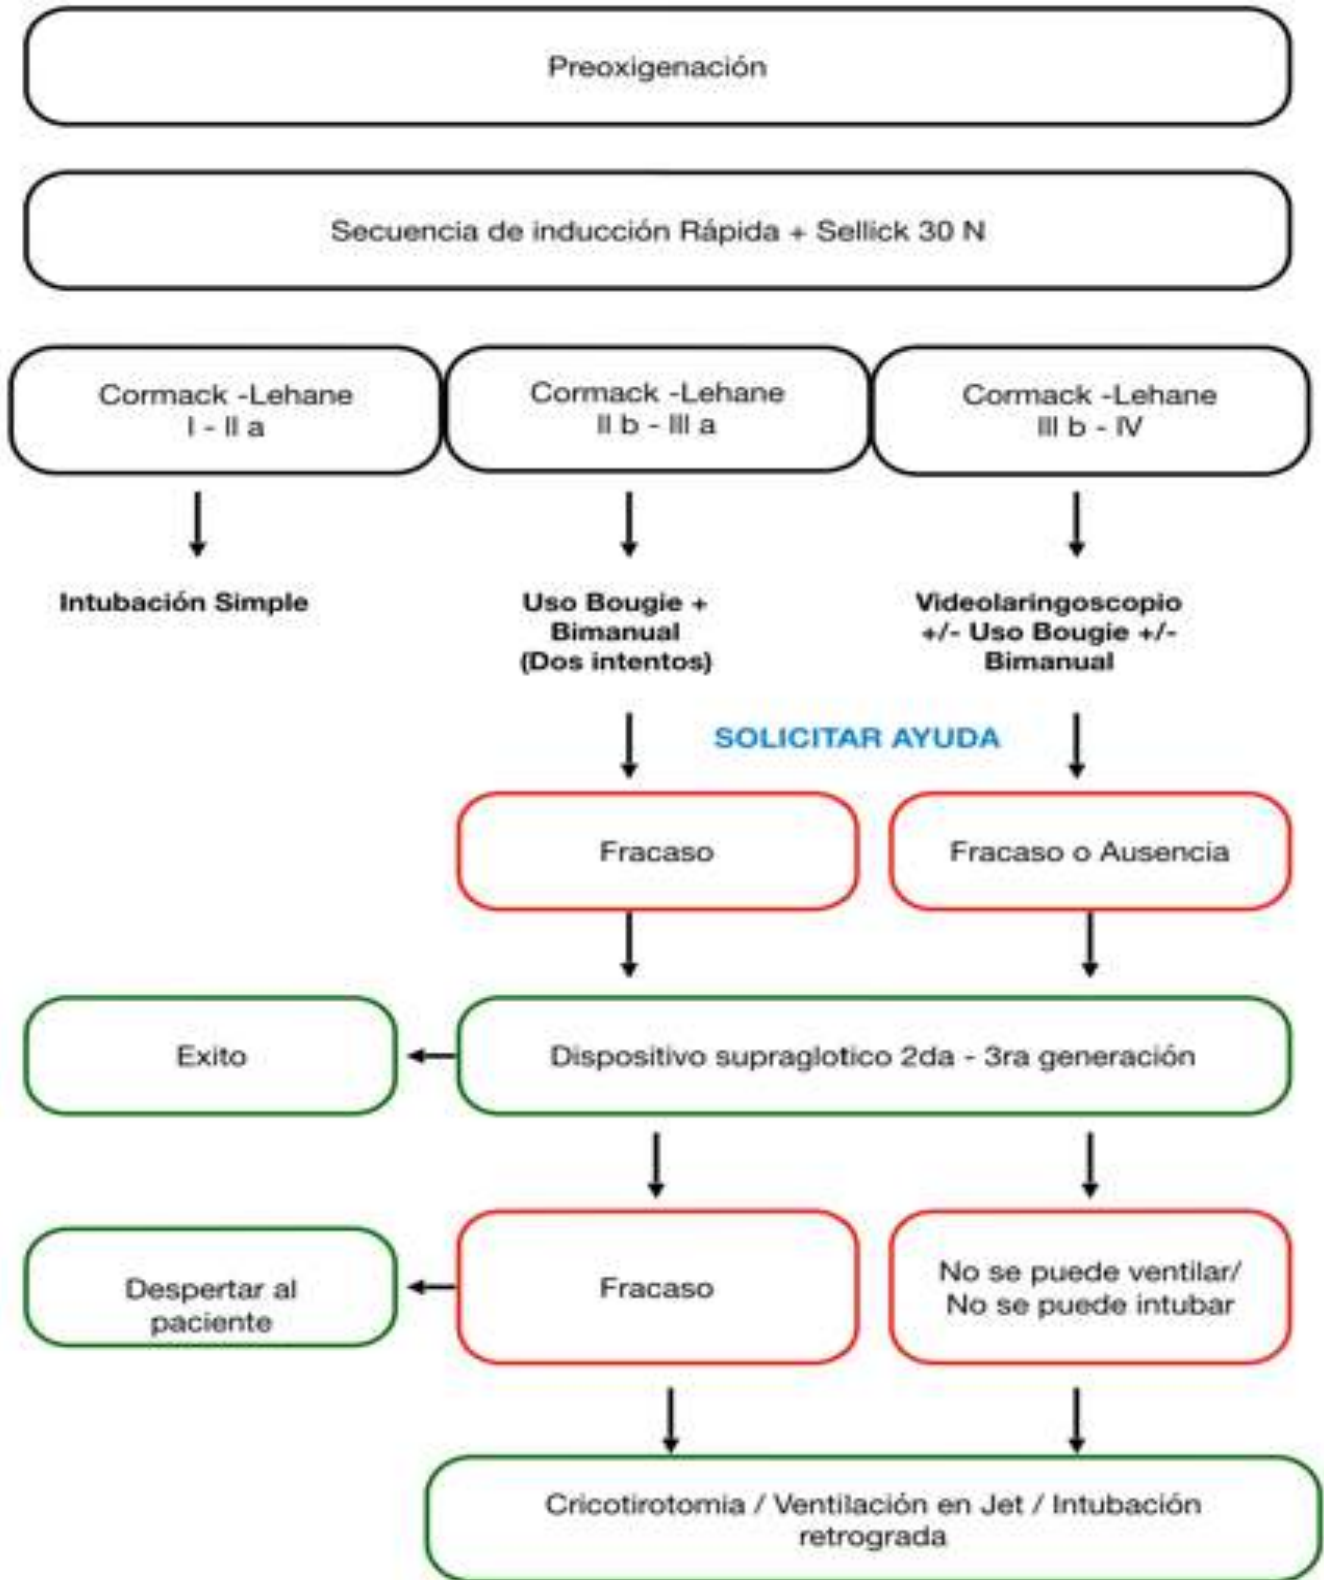 Preoxigenación
Secuencia de inducción Rápida + Sellick 30 N
Cormack -Lehane
I - II a
Cormack -Lehane
II b - III a
Cormack -Lehane
III b - IV
Intubación Simple
Uso Bougie +
Bimanual
(Dos intentos)
Videolaringoscopio
+/- Uso Bougie +/-
Bimanual
SOLICITAR AYUDA
Fracaso
Fracaso o Ausencia
Exito
Dispositivo supraglotico 2da - 3ra generación
Despertar al
paciente
Fracaso
No se puede ventilar/
No se puede intubar
Cricotirotomia / Ventilación en Jet / Intubación
retrograda